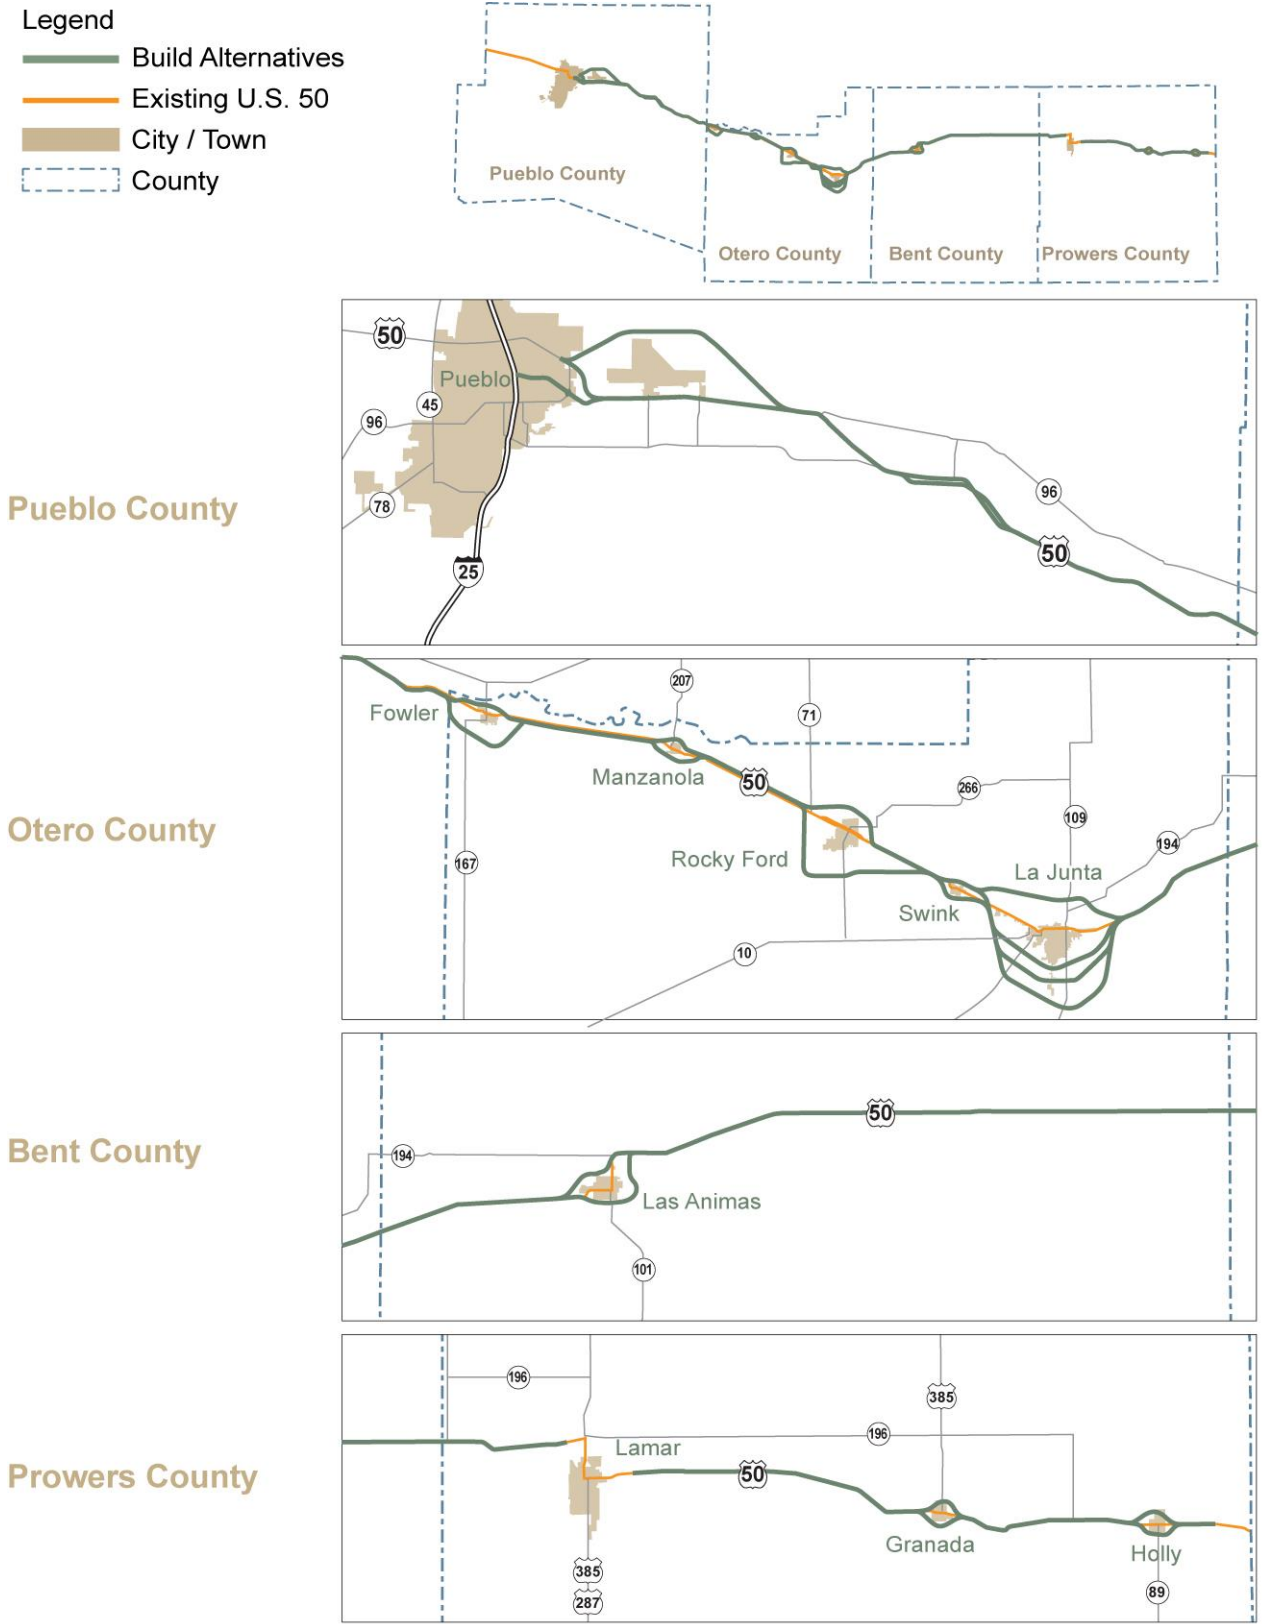 Legend
Build Alternatives
Existing U.S. 50
City / Town
County
Pueblo County
Otero County
Bent County
Prowers County
Pueblo County
50
Pueblo
45
96
78
25
96
50
Otero County
Fowler
207
71
Manzanola
50
266
109
194
167
Rocky Ford
La Junta
Swink
10
Bent County
50
194
Las Animas
101
Prowers County
196
385
196
Lamar
50
Granada
Holly
385
287
89